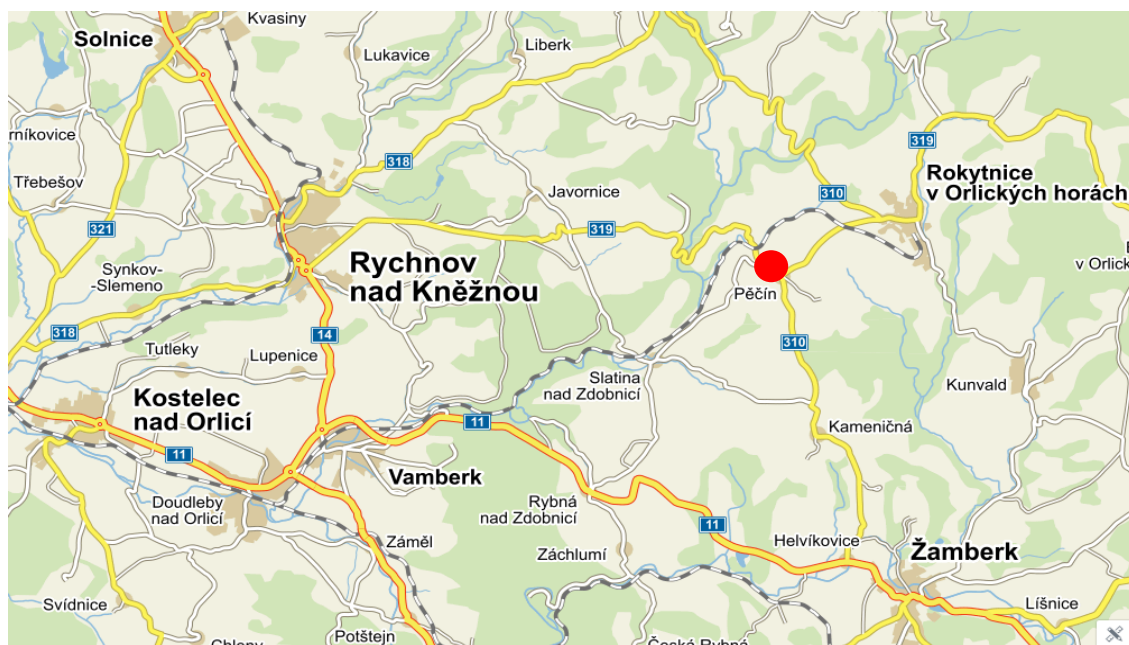 Kvasiny
Solnice
Lukavice
Liberk
rníkovice
319
318
Rokytnice
v Orlických horách
Třebešov
310
Javornice
321
319
Rychnov
nad Kněžnou
v Orlic
Synkov-
-Slemeno
Pěčín
318
14
310
Tutleky
Lupenice
Slatina
nad Zdobnicí
Kunvald
Kostelec
nad Orlicí
11
Kameničná
11
Vamberk
Doudleby
nad Orlicí
Rybná
nad Zdobnicí
11
Záměl
Záchlumí
Helvíkovice
Žamberk
Svídnice
Líšnice
Potštejn